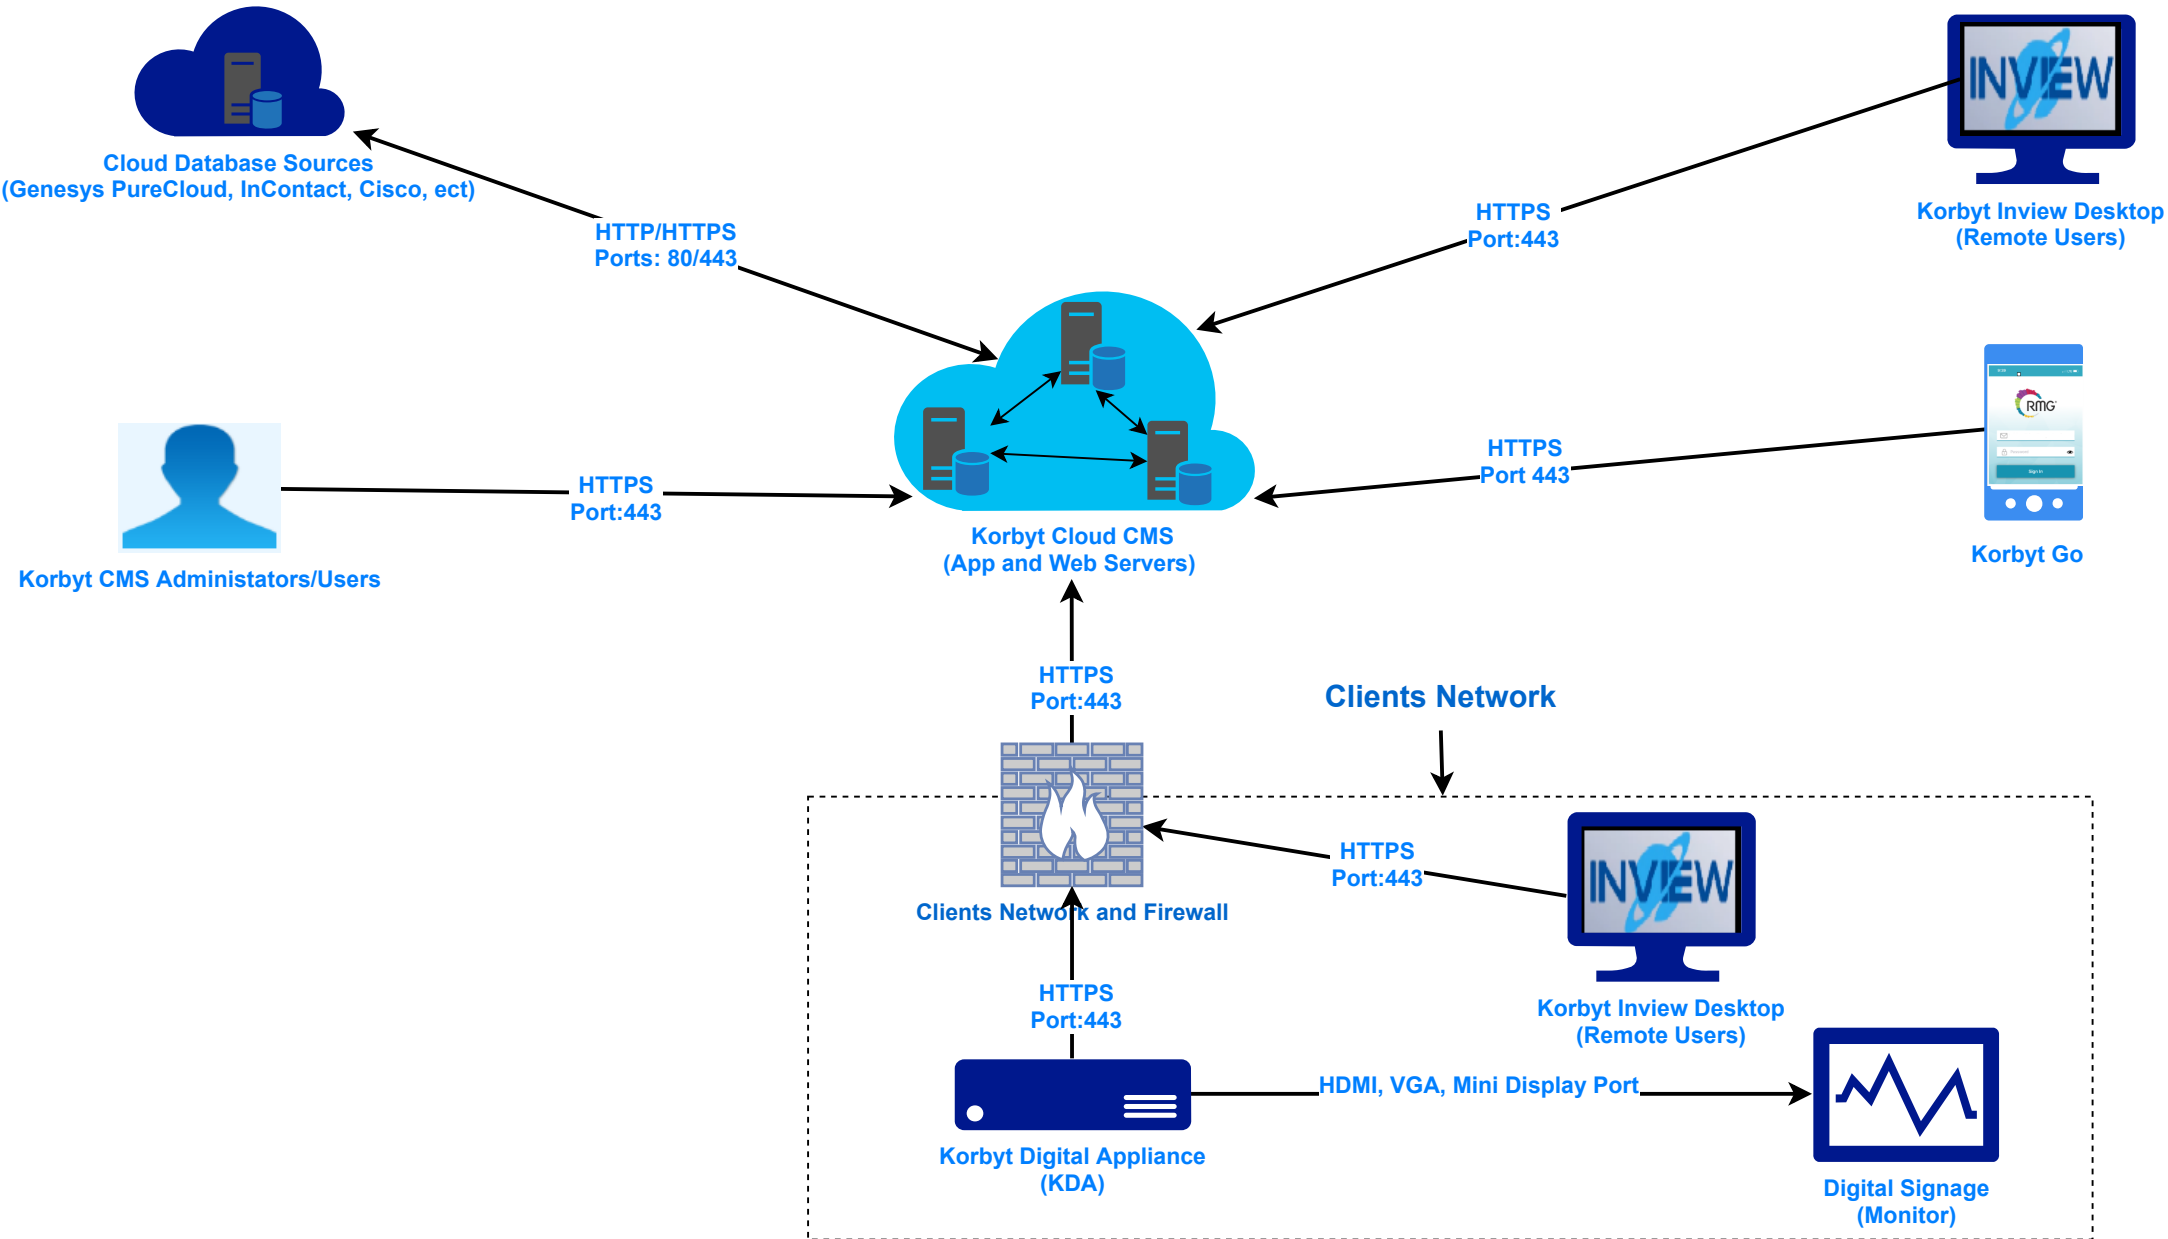 INVIEW
Cloud Database Sources
(Genesys PureCloud, InContact, Cisco, ect)
Korbyt Inview Desktop
(Remote Users)
HTTP/HTTPS
Ports: 80/443
HTTPS
Port:443
RMG
Sign In
HTTPS
Port 443
HTTPS
Port:443
Korbyt Cloud CMS
(App and Web Servers)
Korbyt Go
Korbyt CMS Administators/Users
HTTPS
Port:443
Clients Network
HTTPS
Port:443
INVIEW
Clients Network and Firewall
HTTPS
Port:443
Korbyt Inview Desktop
(Remote Users)
HDMI, VGA, Mini Display Port
Korbyt Digital Appliance
(KDA)
Digital Signage
(Monitor)